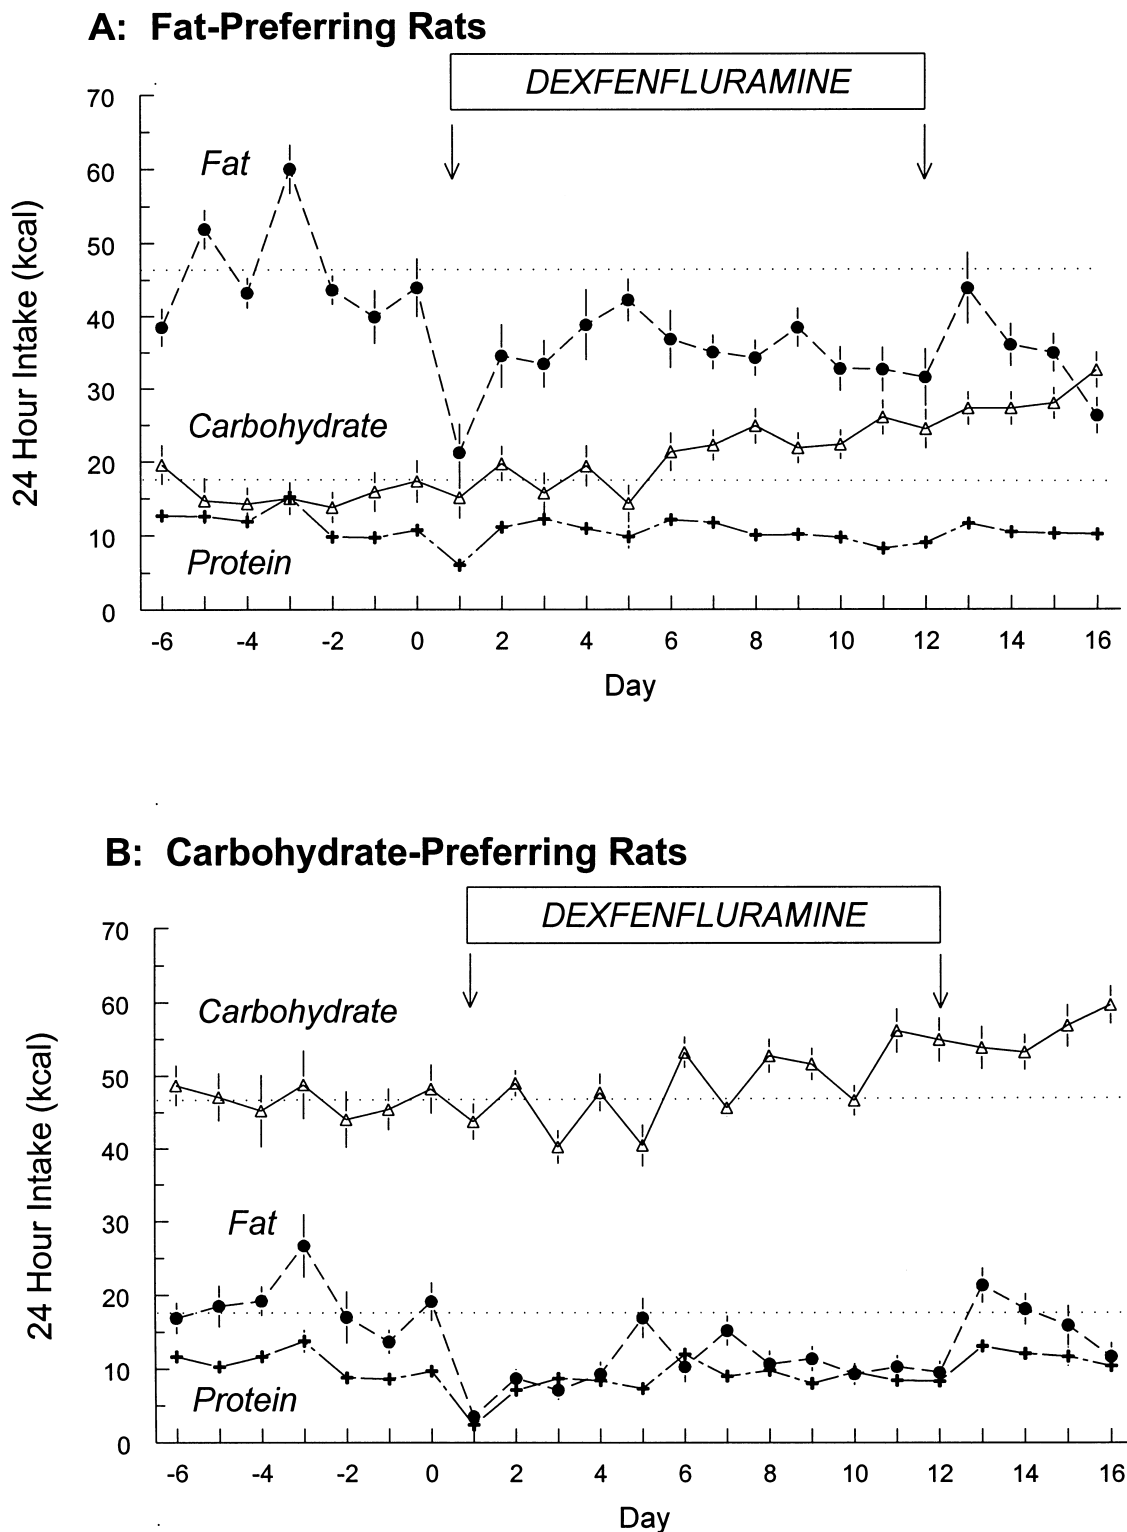 A: Fat-Preferring Rats
DEXFENFLURAMINE
70
60
50
40
30
20
10
0
24 Hour Intake (kcal)
Fat
Carbohydrate
Protein
-6 -4 -2 0 2 4 6 8 10 12 14 16
Day
B: Carbohydrate-Preferring Rats
DEXFENFLURAMINE
70
60
50
40
30
20
10
0
24 Hour Intake (kcal)
Carbohydrate
Fat
Protein
-6 -4 -2 0 2 4 6 8 10 12 14 16
Day